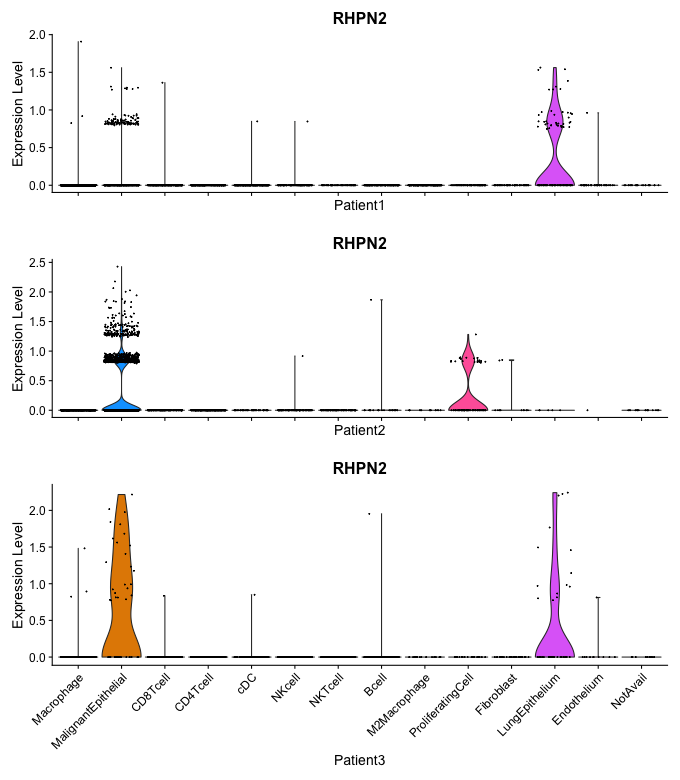 RHPN2
Expression Level
2.0
1.5
1.0
0.5
0.0
Patient1
RHPN2
Expression Level
2.5
2.0
1.5
1.0
0.5
0.0
Patient2
RHPN2
Expression Level
2.0
1.5
1.0
0.5
0.0
Macrophage
MalignantEpithelial
CD8Tcell
CD4Tcell
cDC
NKcell
NKTcell
Bcell
M2Macrophage
ProliferatingCell
Fibroblast
LungEpithelium
Endothelium
NotAvail
Patient3